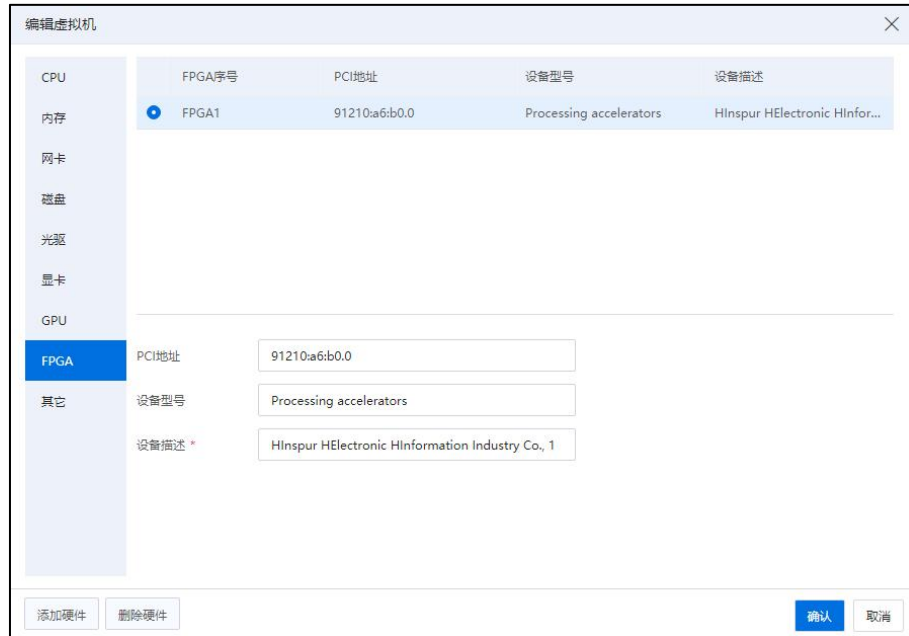 编辑虚拟机
CPU
内存
网卡
磁盘
光驱
显卡
GPU
FPGA
其它
FPGA序号 PCI地址 设备型号 设备描述
FPGA1 91210:a6:b0.0 Processing accelerators HInspur HElectronic HInfor...
PCI地址 91210:a6:b0.0
设备型号 Processing accelerators
设备描述 * HInspur HElectronic HInformation Industry Co., 1
添加硬件 删除硬件 确认 取消